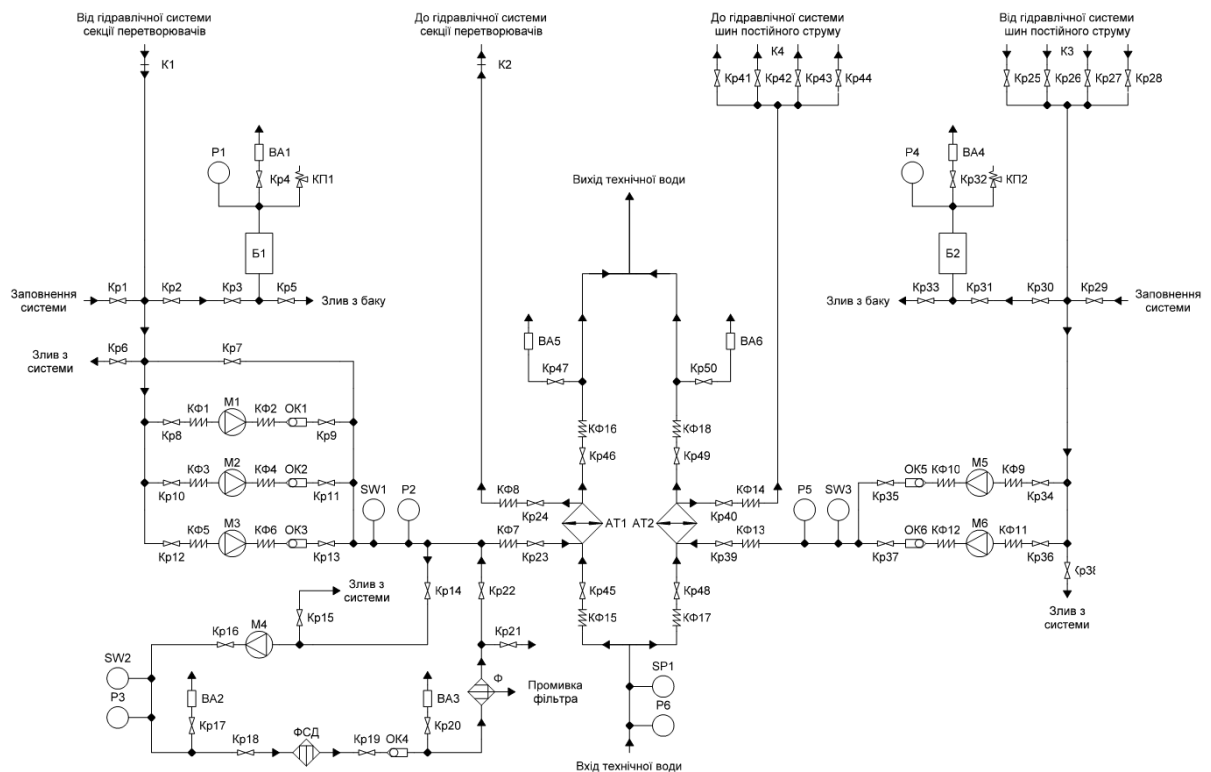 Від гідравлічної системи
секції перетворювачів
До гідравлічної системи
секції перетворювачів
До гідравлічної системи
шин постійного струму
Від гідравлічної системи
шин постійного струму
К1
К2
К4
К3
Кр41
Кр42
Кр43
Кр44
Кр25
Кр26
Кр27
Кр28
Р1
ВА1
Кр4
КП1
Р4
ВА4
Кр32
КП2
Вихід технічної води
Б1
Б2
Кр1
Кр2
Кр3
Кр5
Заповнення
системи
Злив з баку
Злив з баку
Кр33
Кр31
Кр30
Кр29
Заповнення
системи
Злив з
системи
Кр6
Кр7
ВА5
Кр47
ВА6
Кр50
КФ1
М1
КФ2
ОК1
Кр8
Кр9
КФ16
КФ18
Кр46
Кр49
КФ3
М2
КФ4
ОК2
Кр10
Кр11
SW1
Р2
КФ8
Кр24
КФ14
Кр40
Р5
SW3
ОК5
КФ10
М5
КФ9
Кр35
Кр34
КФ5
М3
КФ6
ОК3
Кр12
Кр13
КФ7
Кр23
АТ1
АТ2
КФ13
Кр39
ОК6
КФ12
М6
КФ11
Кр37
Кр36
Кр38
Злив з
системи
Злив з
системи
Кр14
Кр22
Кр45
Кр48
КФ15
КФ17
Кр15
Кр16
М4
Кр21
SW2
Р3
ВА2
Кр17
Кр18
ФСД
Кр19
ОК4
ВА3
Кр20
Ф
Промивка
фільтра
SP1
Р6
Вхід технічної води